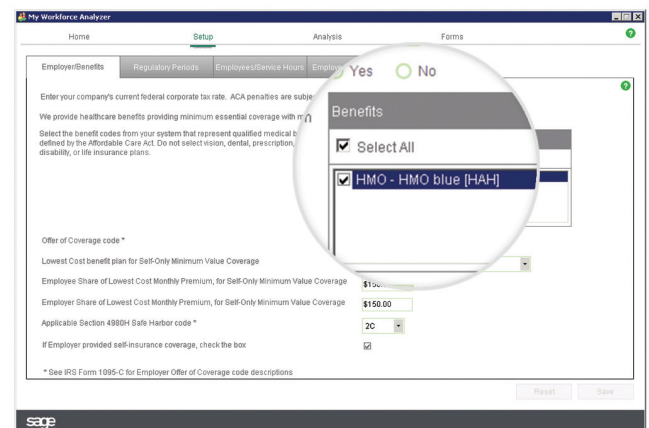 My Workforce Analyzer
Home Setup Analysis Forms
Employer/Benefits Regulatory Periods Employees/Service Hours
Enter your company's current federal corporate tax rate. ACA penalties are
We provide healthcare benefits providing minimum essential coverage with
Yes No
Select the benefit codes from your system that represent qualified medical
defined by the Affordable Care Act. Do not select vision, dental, prescription,
disability, or life insurance plans.
Benefits
Select All
HMO - HMO blue [HAH]
Offer of Coverage code *
Lowest Cost benefit plan for Self-Only Minimum Value Coverage
Employee Share of Lowest Cost Monthly Premium, for Self-Only Minimum Value Coverage
Employer Share of Lowest Cost Monthly Premium, for Self-Only Minimum Value Coverage $150.00
Applicable Section 4980H Safe Harbor code * 2C
If Employer provided self-insurance coverage, check the box
* See IRS Form 1095-C for Employer Offer of Coverage code descriptions
Reset Save
sage